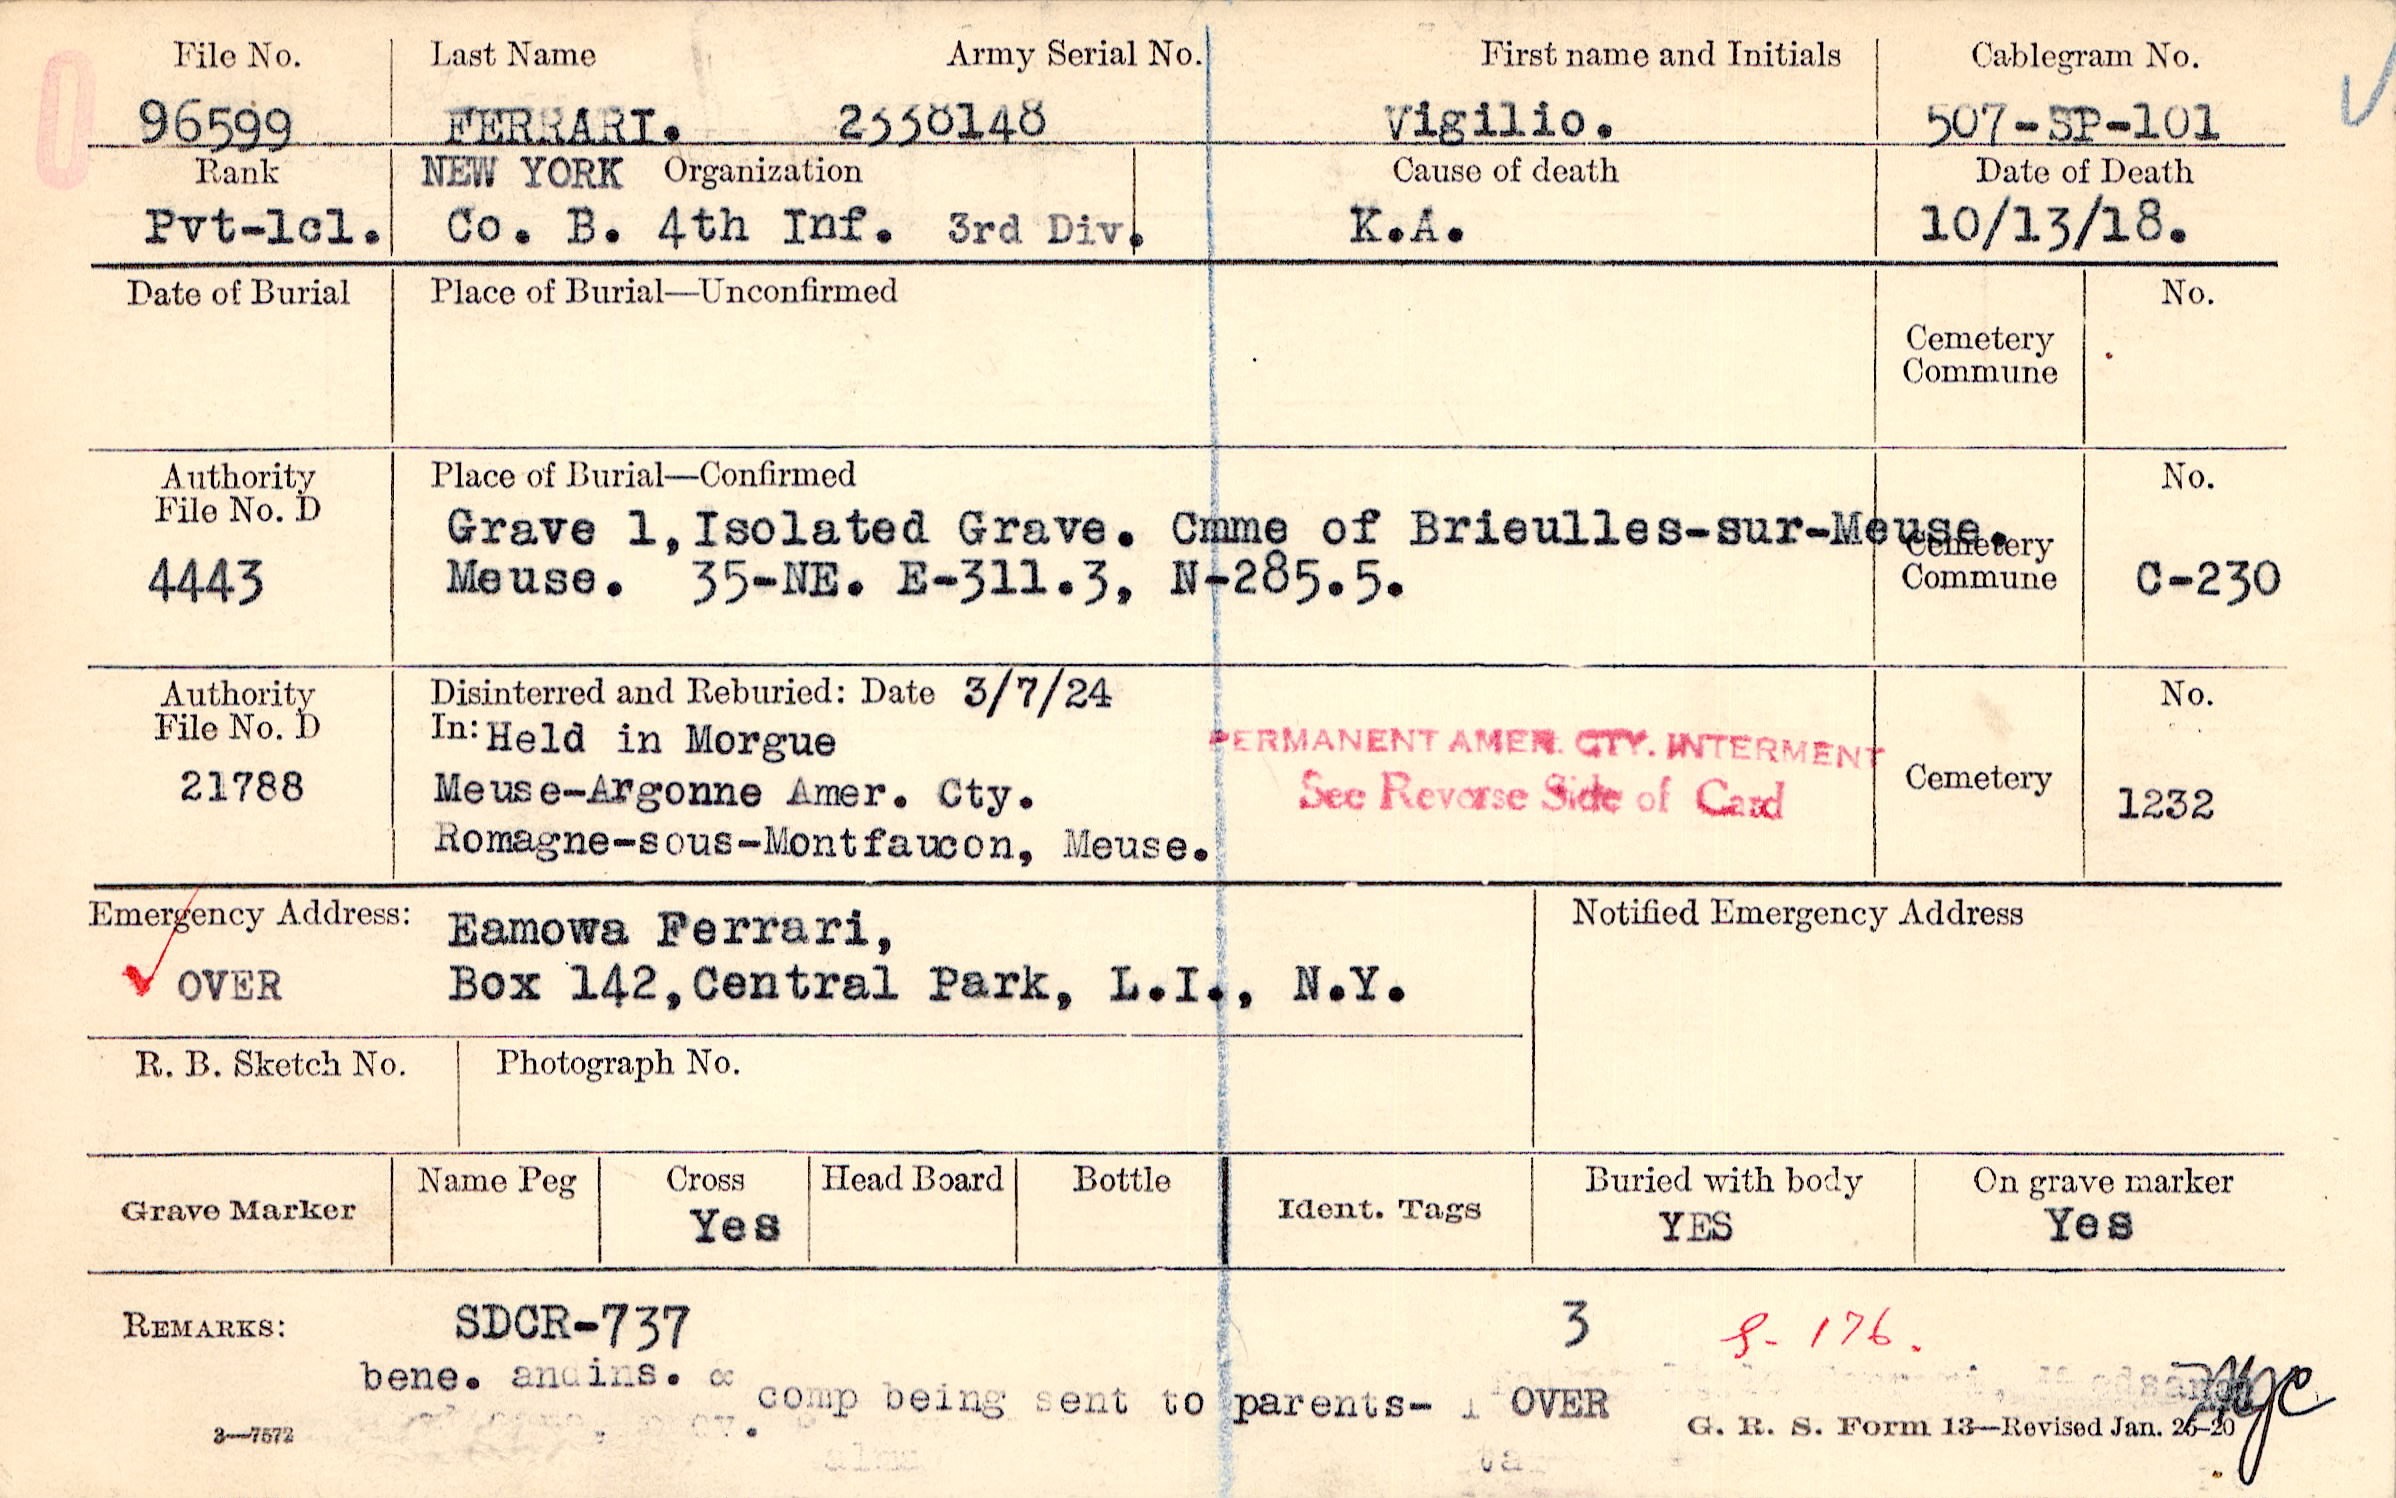 File No. Last Name Army Serial No. First name and Initials Cablegram No.
96599 FERRARI. 2338148 Vigilio. 507-SP-101
Rank NEW YORK Organization Cause of death Date of Death
Pvt-1cl. Co. B. 4th Inf. 3rd Div. K.A. 10/13/18.
Date of Burial Place of Burial—Unconfirmed No.
Cemetery
Commune
Authority Place of Burial—Confirmed No.
File No. D
Grave 1, Isolated Grave. Cmme of Brieulles-sur-Meuse.
Cemetery
4443 Meuse. 35-NE. E-311.3, N-285.5. Commune C-230
Authority Disinterred and Reburied: Date 3/7/24 No.
File No. D In: Held in Morgue
PERMANENT AMER. CTY. INTERMENT
21788 Meuse-Argonne Amer. Cty. See Reverse Side of Card Cemetery 1232
Romagne-sous-Montfaucon, Meuse.
Emergency Address: Eamowa Ferrari, Notified Emergency Address
OVER Box 142, Central Park, L.I., N.Y.
R. B. Sketch No. Photograph No.
Grave Marker Name Peg Cross Head Board Bottle Ident. Tags Buried with body On grave marker
Yes YES Yes
REMARKS: SDCR-737 3 S-176.
bene. and ins.
comp being sent to parents- OVER
3—7572 G. R. S. Form 13—Revised Jan. 26-20